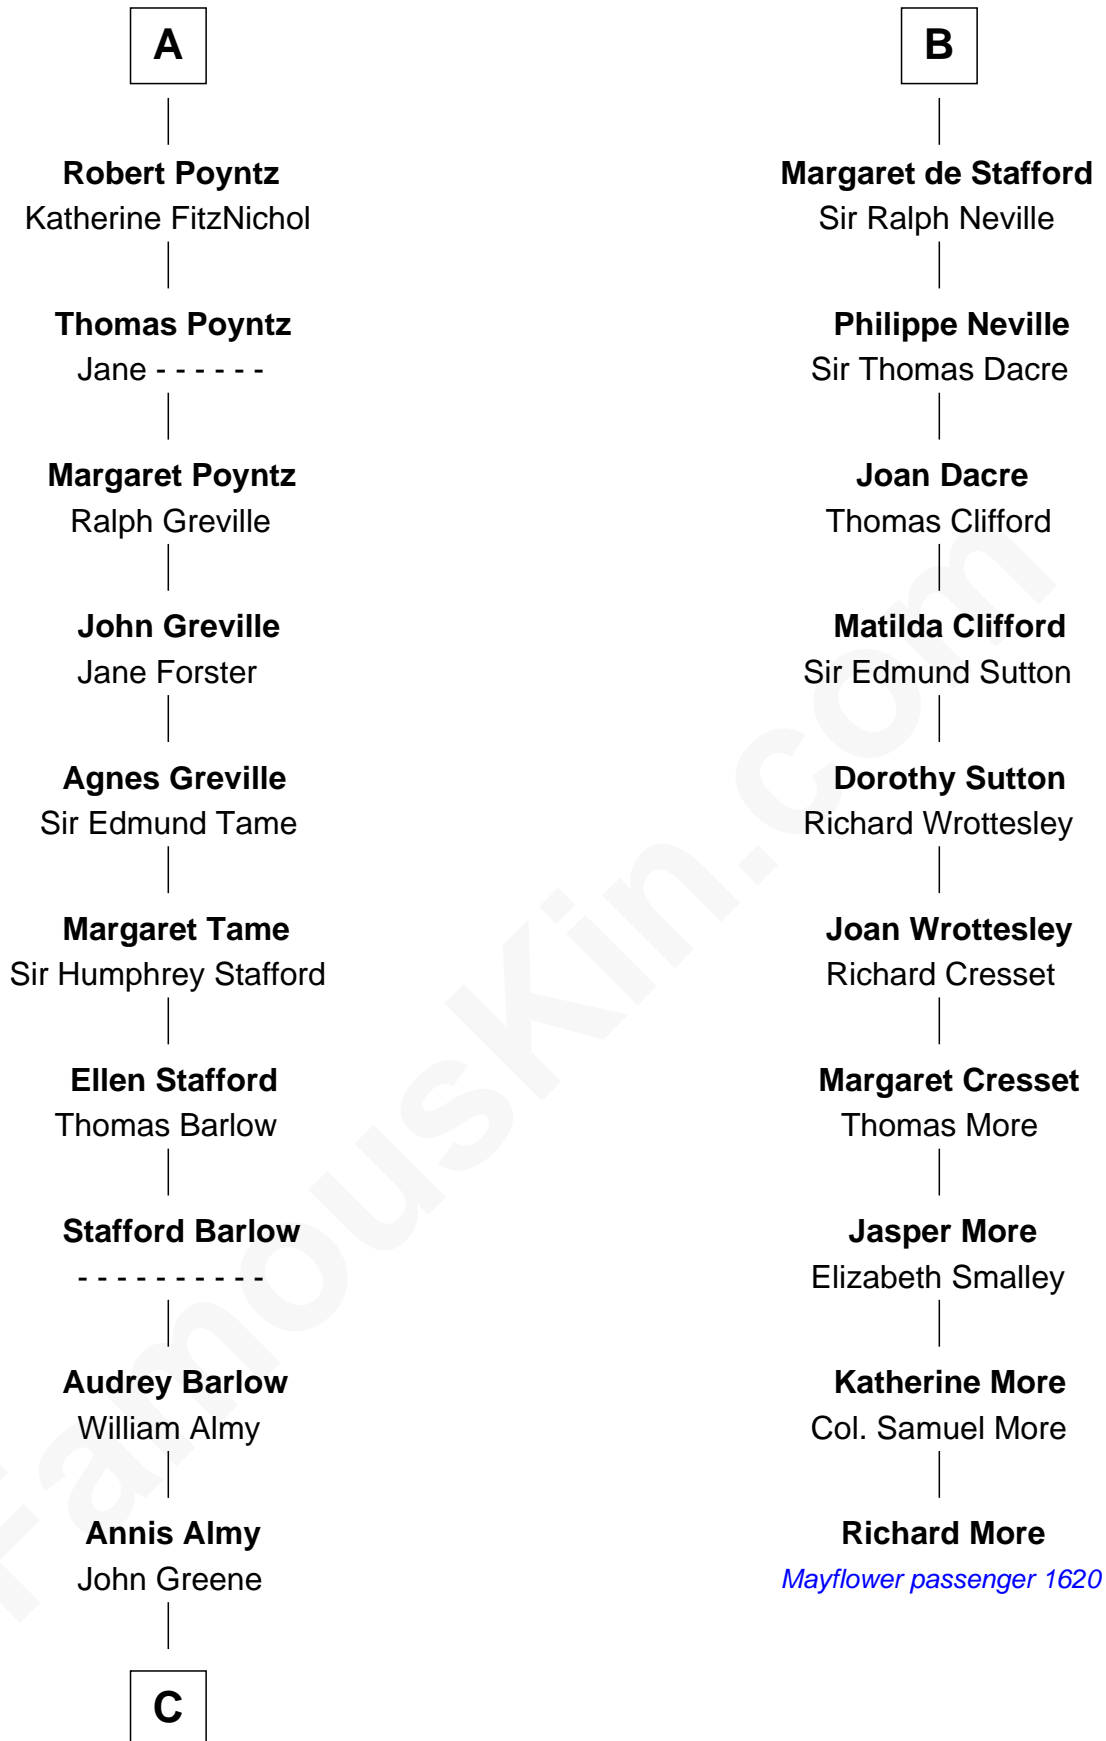 A
Robert Poyntz
Katherine FitzNichol
Thomas Poyntz
Jane - - - - - -
Margaret Poyntz
Ralph Greville
John Greville
Jane Forster
Agnes Greville
Sir Edmund Tame
Margaret Tame
Sir Humphrey Stafford
Ellen Stafford
Thomas Barlow
Stafford Barlow
- - - - - - - - - -
Audrey Barlow
William Almy
Annis Almy
John Greene
C
B
Margaret de Stafford
Sir Ralph Neville
Philippe Neville
Sir Thomas Dacre
Joan Dacre
Thomas Clifford
Matilda Clifford
Sir Edmund Sutton
Dorothy Sutton
Richard Wrottesley
Joan Wrottesley
Richard Cresset
Margaret Cresset
Thomas More
Jasper More
Elizabeth Smalley
Katherine More
Col. Samuel More
Richard More
Mayflower passenger 1620
FamousKin.com